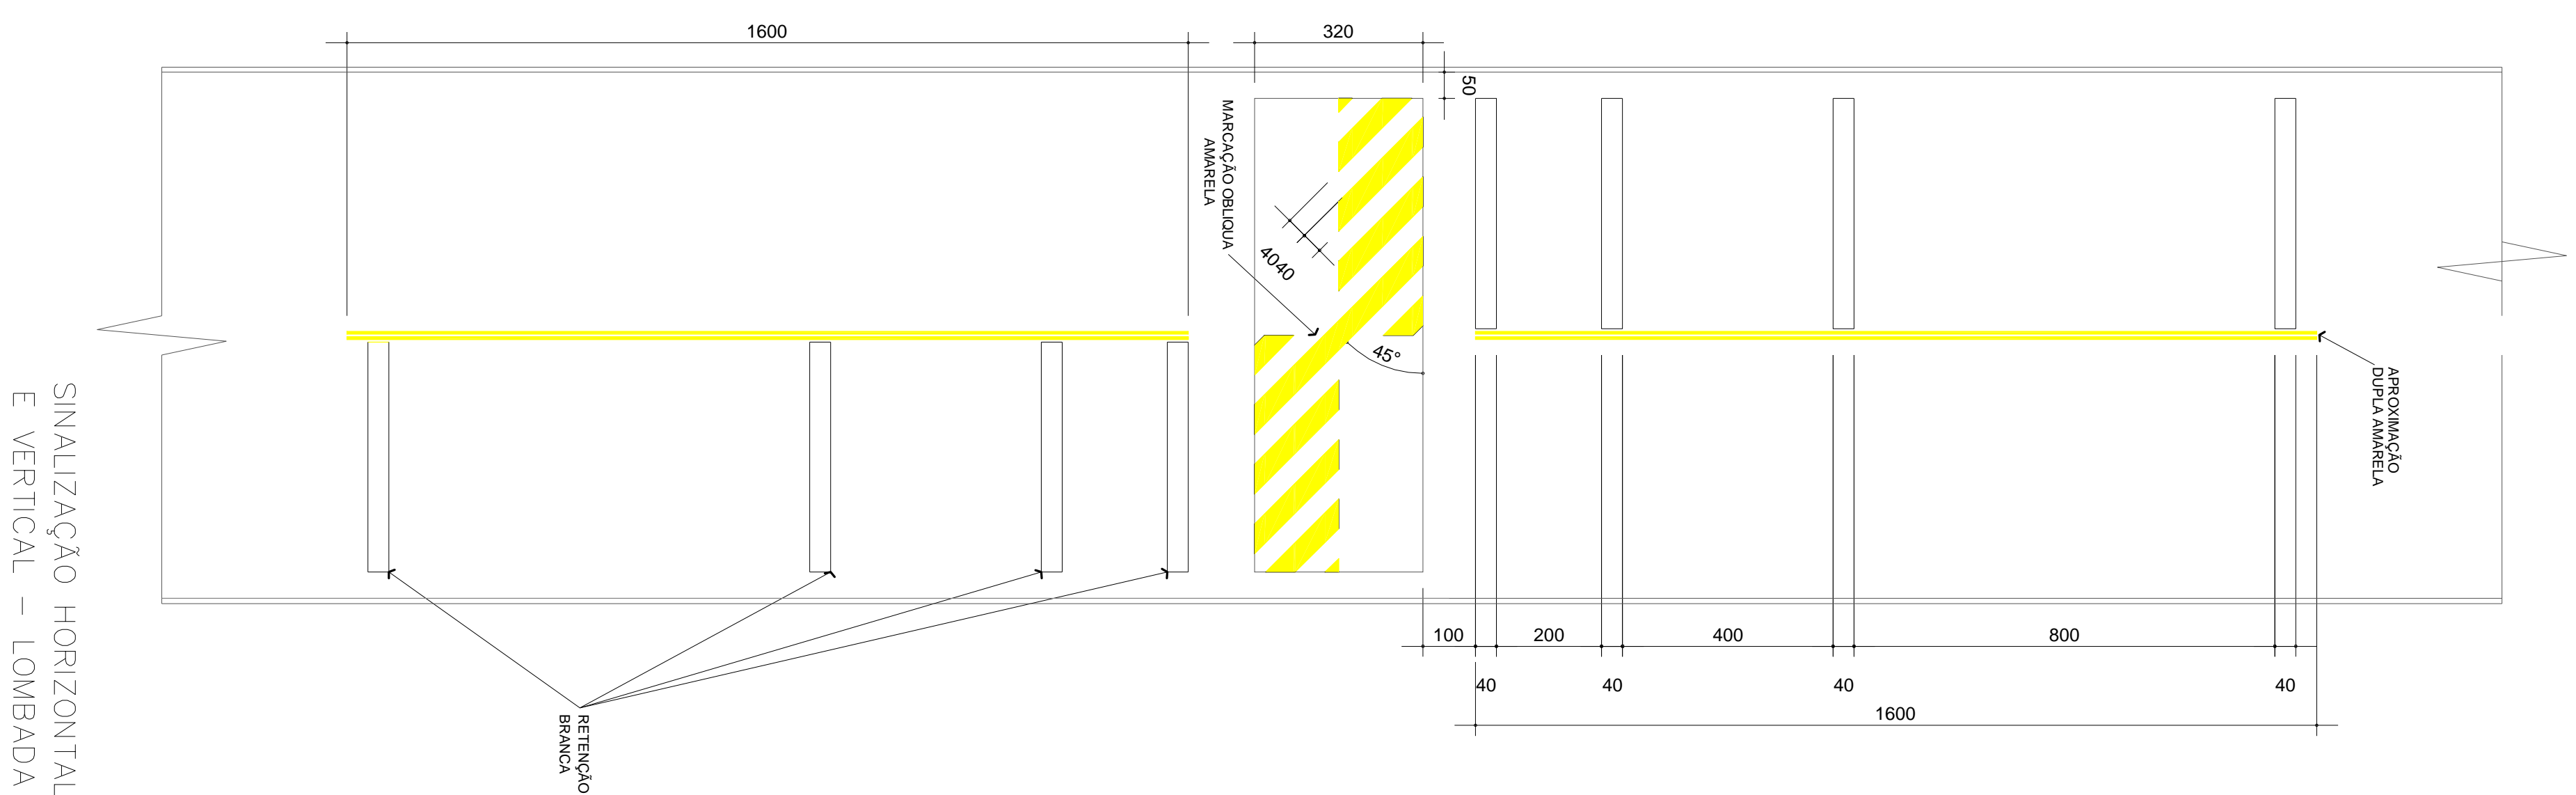 1600
320
50
MARCAÇÃO OBLIQUA
AMARELA
4040
45°
APROXIMAÇÃO
DUPLA AMARELA
100
200
400
800
40
40
40
40
1600
RETENÇÃO
BRANCA
SINALIZAÇÃO HORIZONTAL
E VERTICAL – LOMBADA